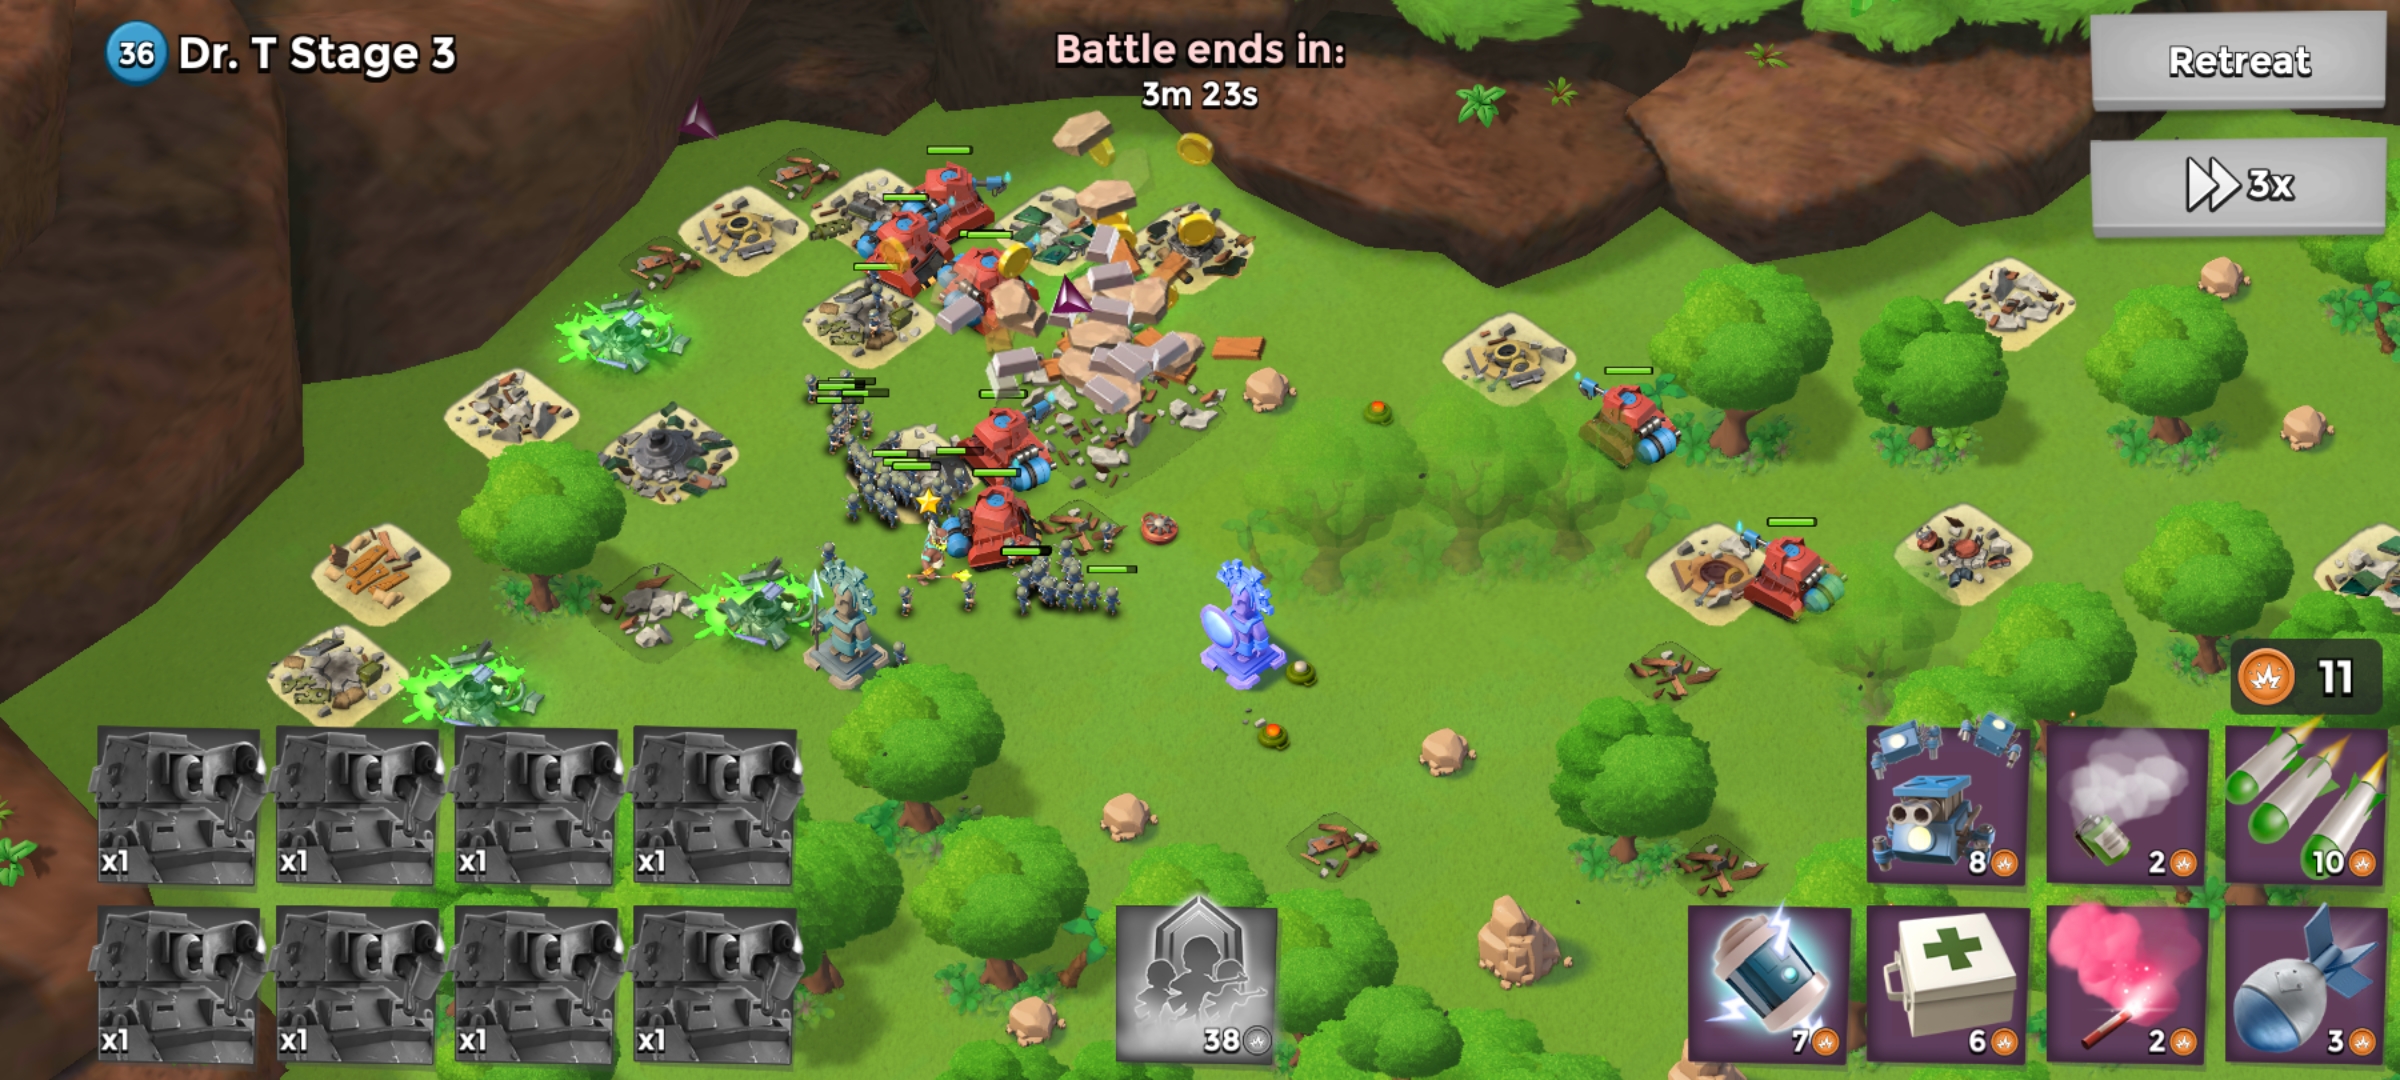 36 Dr. T Stage 3
Battle ends in:
3m 23s
Retreat
3x
11
x1 x1 x1 x1
8 2 10
x1 x1 x1 x1
38
7 6 2 3